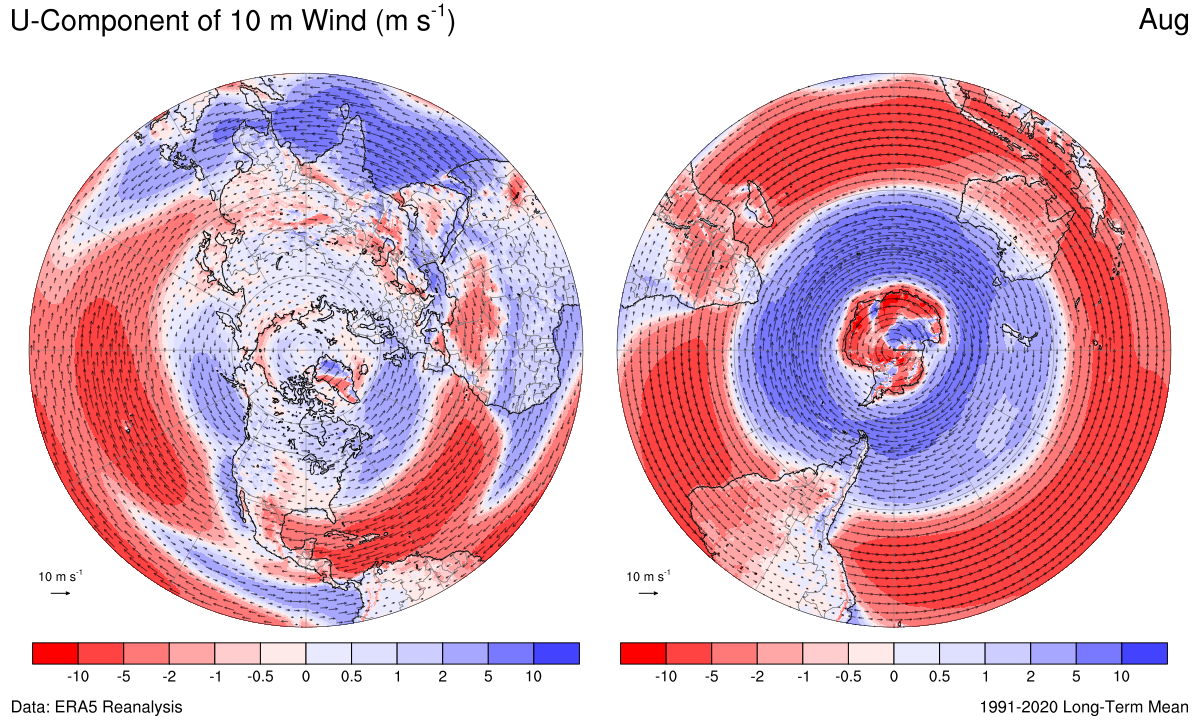 U-Component of 10 m Wind (m s-1)
Aug
10 m s-1
10 m s-1
-10 -5 -2 -1 -0.5 0 0.5 1 2 5 10
-10 -5 -2 -1 -0.5 0 0.5 1 2 5 10
Data: ERA5 Reanalysis
1991-2020 Long-Term Mean